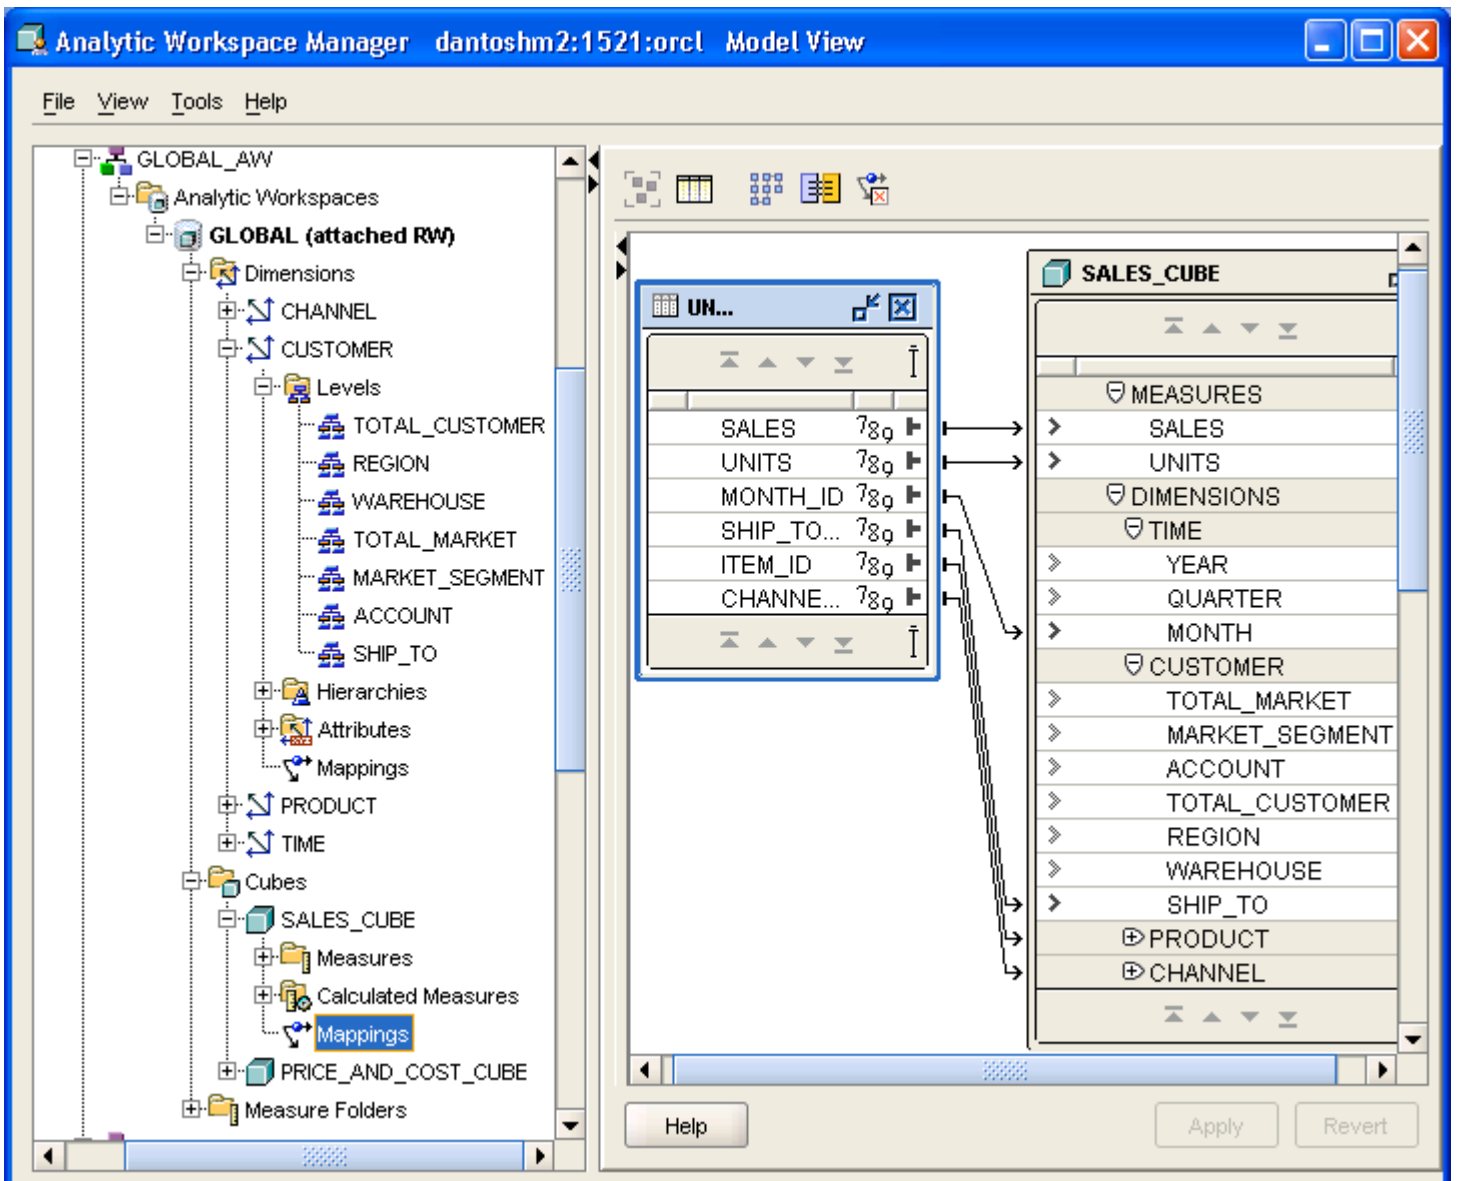 Analytic Workspace Manager dantoshm2:1521:orcl Model View
File View Tools Help
GLOBAL_AW
Analytic Workspaces
GLOBAL (attached RW)
Dimensions
CHANNEL
CUSTOMER
Levels
TOTAL_CUSTOMER
REGION
WAREHOUSE
TOTAL_MARKET
MARKET_SEGMENT
ACCOUNT
SHIP_TO
Hierarchies
Attributes
Mappings
PRODUCT
TIME
Cubes
SALES_CUBE
Measures
Calculated Measures
Mappings
PRICE_AND_COST_CUBE
Measure Folders
UN...
SALES 789
UNITS 789
MONTH_ID 789
SHIP_TO... 789
ITEM_ID 789
CHANNE... 789
SALES_CUBE
MEASURES
SALES
UNITS
DIMENSIONS
TIME
YEAR
QUARTER
MONTH
CUSTOMER
TOTAL_MARKET
MARKET_SEGMENT
ACCOUNT
TOTAL_CUSTOMER
REGION
WAREHOUSE
SHIP_TO
PRODUCT
CHANNEL
Help Apply Revert